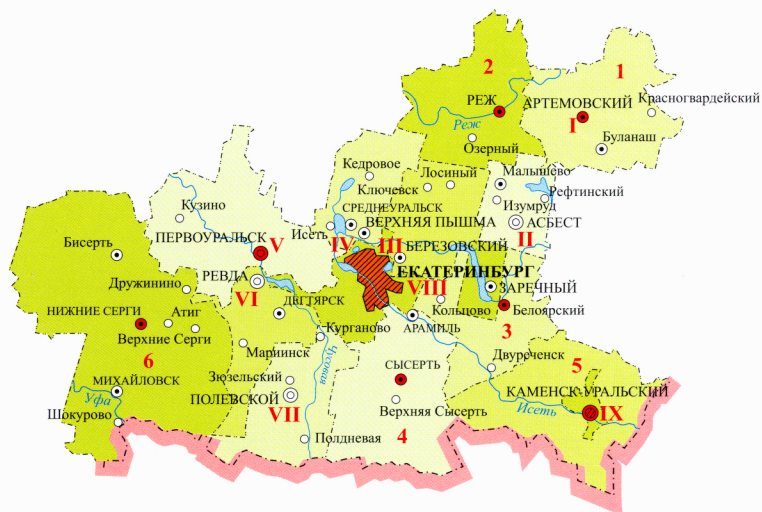 2
1
РЕЖ
АРТЕМОВСКИЙ
Красногвардейский
Реж
I
Озерный
Буланаш
Кедровое
Лосиный
Малышево
Ключевск
Рефтинский
Изумруд
Кузино
СРЕДНЕУРАЛЬСК
АСБЕСТ
Исеть
ВЕРХНЯЯ ПЫШМА
ПЕРВОУРАЛЬСК
V
IV
III
БЕРЕЗОВСКИЙ
II
Бисерть
ЕКАТЕРИНБУРГ
РЕВДА
VIII
ЗАРЕЧНЫЙ
Дружинино
VI
ДЕГТЯРСК
Кольцово
Белоярский
НИЖНИЕ СЕРГИ
Атиг
Курганово
АРАМИЛЬ
3
Верхние Серги
Мариинск
Чусовая
Двуреченск
6
Зюзельский
СЫСЕРТЬ
5
МИХАЙЛОВСК
ПОЛЕВСКОЙ
КАМЕНСК-УРАЛЬСКИЙ
Уфа
VII
Верхняя Сысерть
Исеть
IX
Шокурово
Полдневая
4